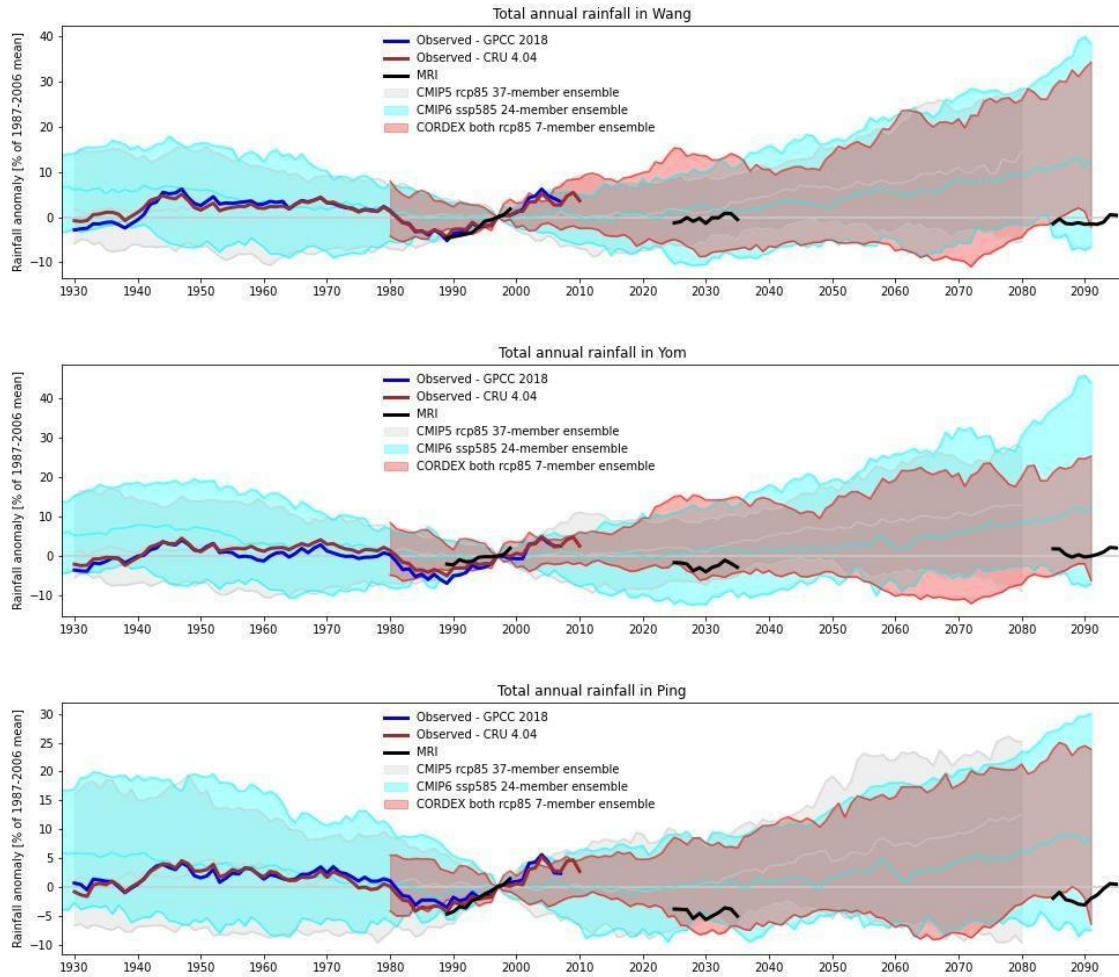 Total annual rainfall in Wang
Rainfall anomaly [% of 1987-2006 mean]
40
30
20
10
0
−10
Observed - GPCC 2018
Observed - CRU 4.04
MRI
CMIP5 rcp85 37-member ensemble
CMIP6 ssp585 24-member ensemble
CORDEX both rcp85 7-member ensemble
1930 1940 1950 1960 1970 1980 1990 2000 2010 2020 2030 2040 2050 2060 2070 2080 2090
Total annual rainfall in Yom
Rainfall anomaly [% of 1987-2006 mean]
40
30
20
10
0
−10
Observed - GPCC 2018
Observed - CRU 4.04
MRI
CMIP5 rcp85 37-member ensemble
CMIP6 ssp585 24-member ensemble
CORDEX both rcp85 7-member ensemble
1930 1940 1950 1960 1970 1980 1990 2000 2010 2020 2030 2040 2050 2060 2070 2080 2090
Total annual rainfall in Ping
Rainfall anomaly [% of 1987-2006 mean]
30
25
20
15
10
5
0
−5
−10
Observed - GPCC 2018
Observed - CRU 4.04
MRI
CMIP5 rcp85 37-member ensemble
CMIP6 ssp585 24-member ensemble
CORDEX both rcp85 7-member ensemble
1930 1940 1950 1960 1970 1980 1990 2000 2010 2020 2030 2040 2050 2060 2070 2080 2090